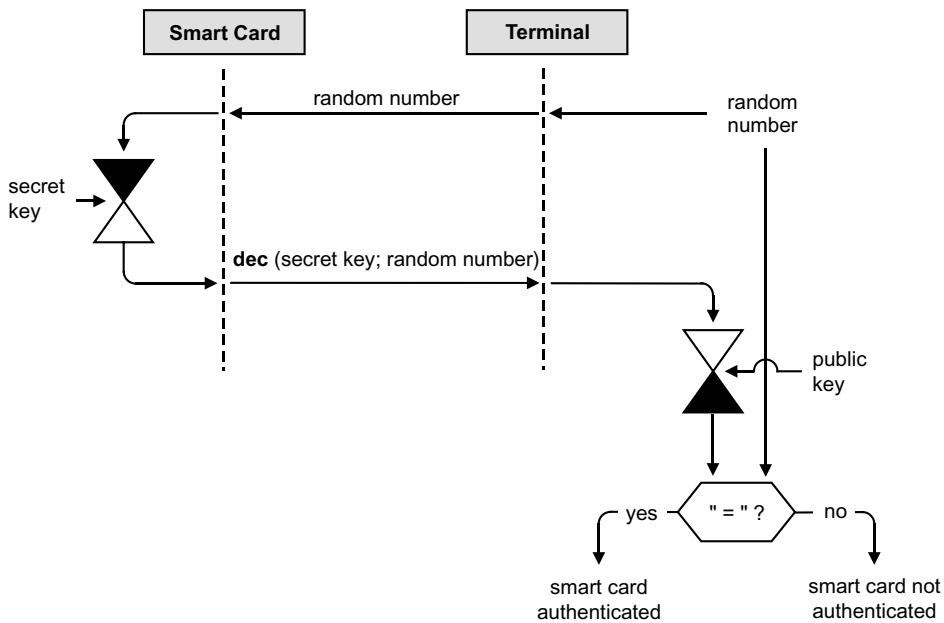 Smart Card
Terminal
random number
random
number
secret
key
dec (secret key; random number)
public
key
" = " ?
yes
no
smart card
authenticated
smart card not
authenticated